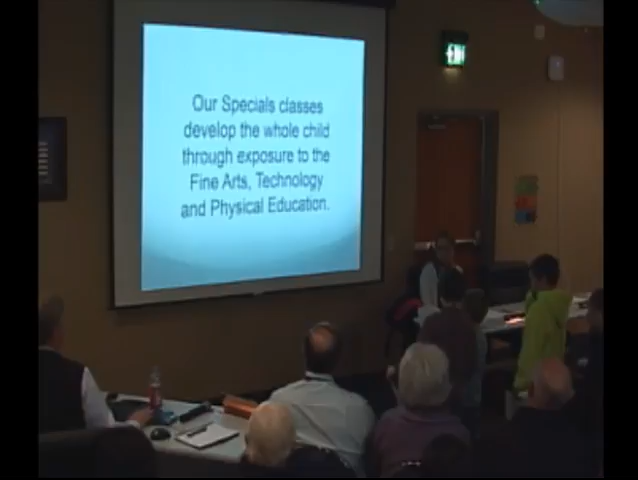 Our Specials classes
develop the whole child
through exposure to the
Fine Arts, Technology
and Physical Education.